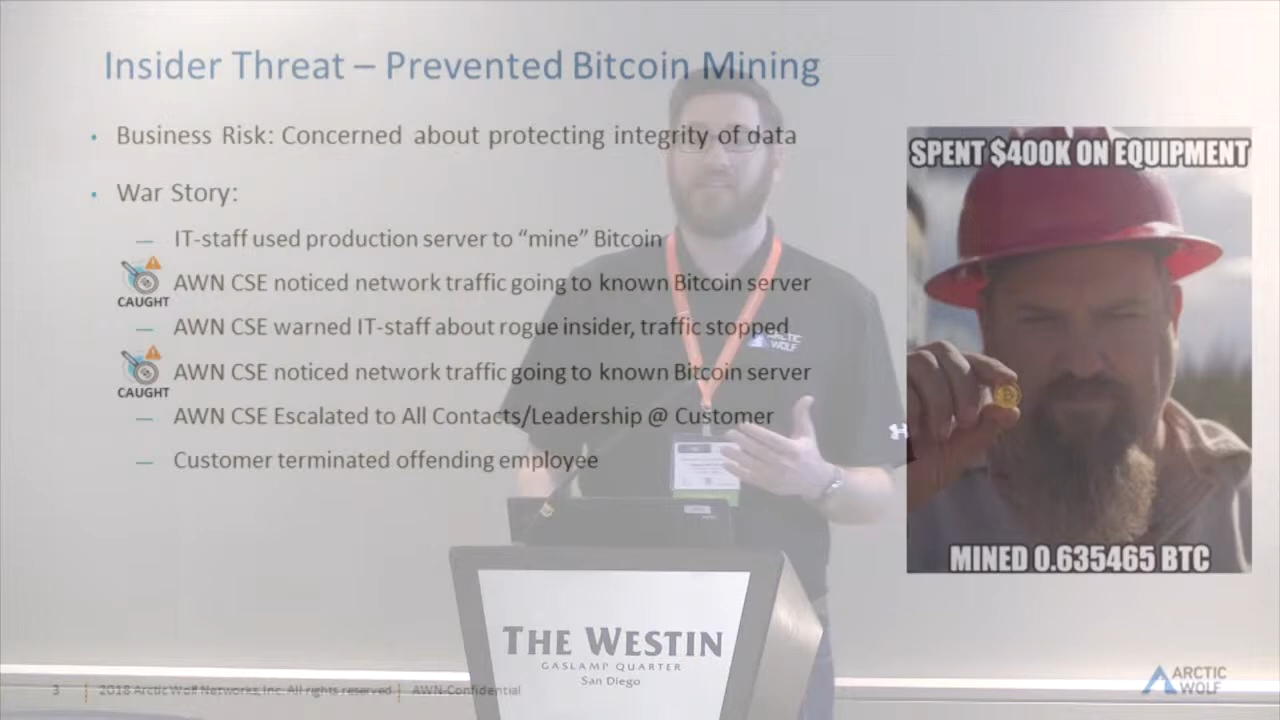 Insider Threat – Prevented Bitcoin Mining
• Business Risk: Concerned about protecting integrity of data
• War Story:
— IT-staff used production server to “mine” Bitcoin
— AWN CSE noticed network traffic going to known Bitcoin server
CAUGHT
— AWN CSE warned IT-staff about rogue insider, traffic stopped
AWN CSE noticed network traffic going to known Bitcoin server
CAUGHT
— AWN CSE Escalated to All Contacts/Leadership @ Customer
— Customer terminated offending employee
SPENT $400K ON EQUIPMENT
MINED 0.635465 BTC
ARCTIC
WOLF
THE WESTIN
GASLAMP QUARTER
San Diego
3 | 2018 Arctic Wolf Networks, Inc. All rights reserved | AWN-Confidential
ARCTIC
WOLF